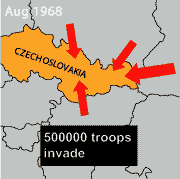 Aug 1968
CZECHOSLOVAKIA
500000 troops
invade